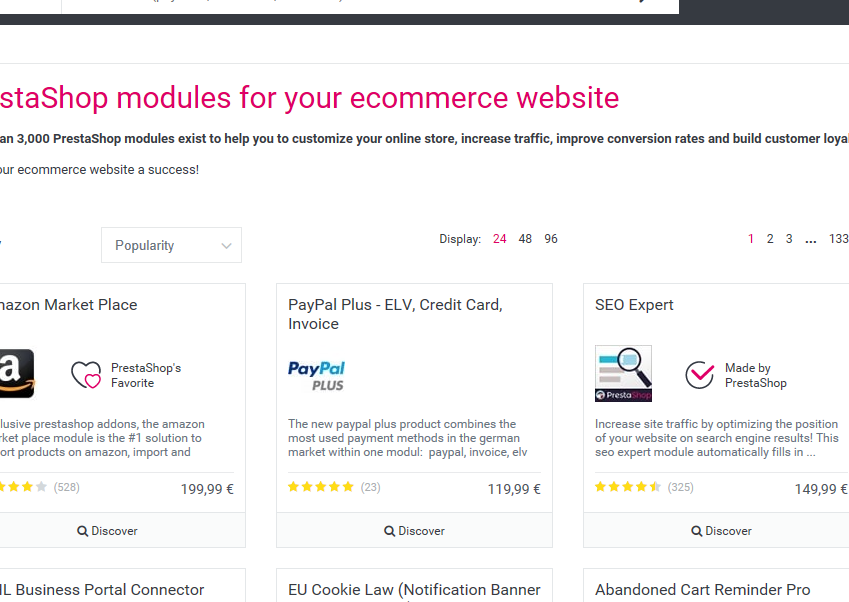 staShop modules for your ecommerce website
an 3,000 PrestaShop modules exist to help you to customize your online store, increase traffic, improve conversion rates and build customer loya
our ecommerce website a success!
Popularity
Display: 24 48 96
1 2 3 ... 133
mazon Market Place
PrestaShop's
Favorite
clusive prestashop addons, the amazon
rket place module is the #1 solution to
ort products on amazon, import and
(528)
199,99 €
Discover
PayPal Plus - ELV, Credit Card,
Invoice
PayPal
PLUS
The new paypal plus product combines the
most used payment methods in the german
market within one modul: paypal, invoice, elv
(23)
119,99 €
Discover
SEO Expert
PrestaShop
Made by
PrestaShop
Increase site traffic by optimizing the position
of your website on search engine results! This
seo expert module automatically fills in ...
(325)
149,99 €
Discover
L Business Portal Connector
EU Cookie Law (Notification Banner
Abandoned Cart Reminder Pro